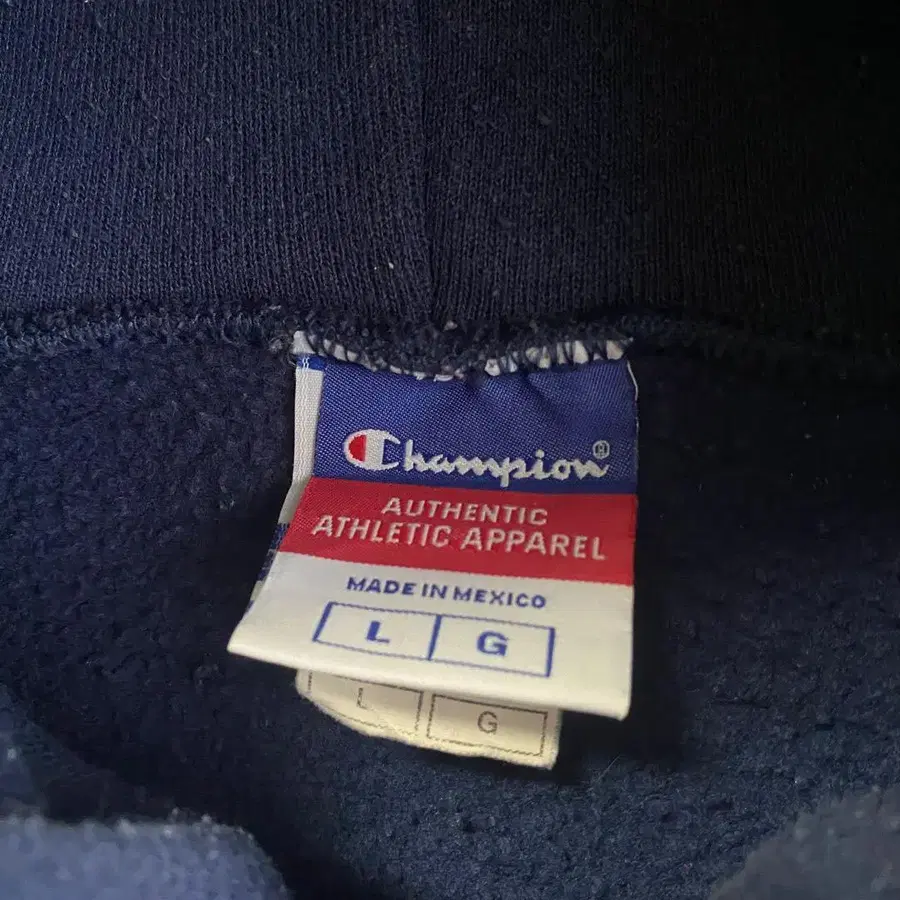 Champion®
AUTHENTIC
ATHLETIC APPAREL
MADE IN MEXICO
L G
L G